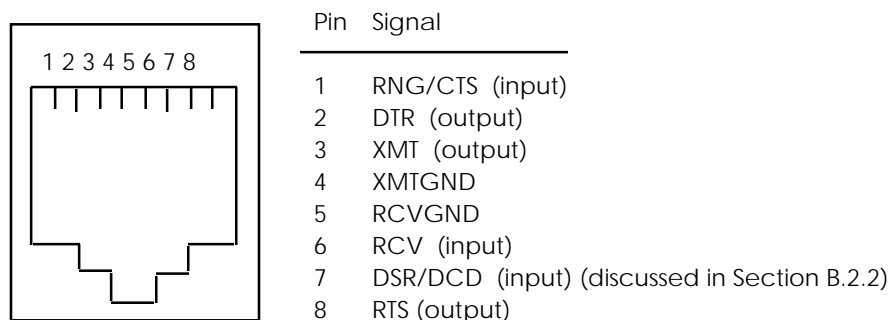 Pin Signal
1 2 3 4 5 6 7 8
1 RNG/CTS (input)
2 DTR (output)
3 XMT (output)
4 XMTGND
5 RCVGND
6 RCV (input)
7 DSR/DCD (input) (discussed in Section B.2.2)
8 RTS (output)